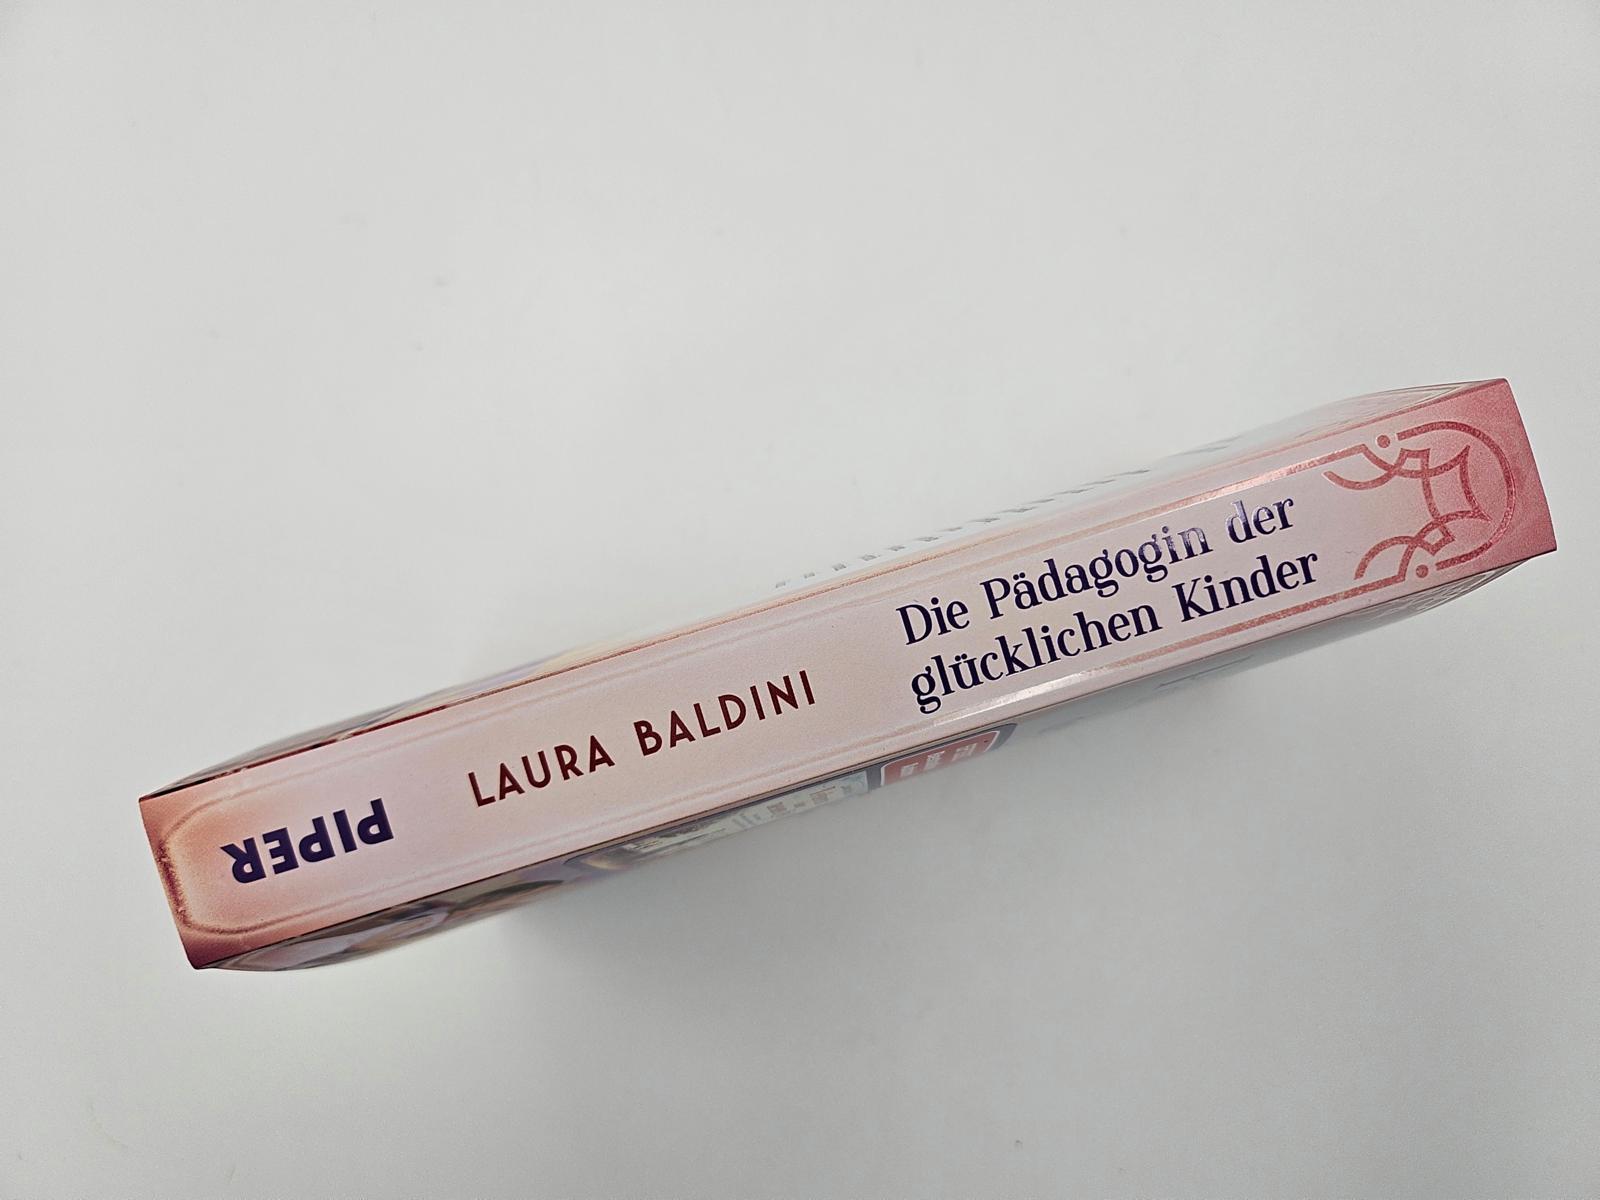 PIPER
LAURA BALDINI
Die Pädagogin der
glücklichen Kinder